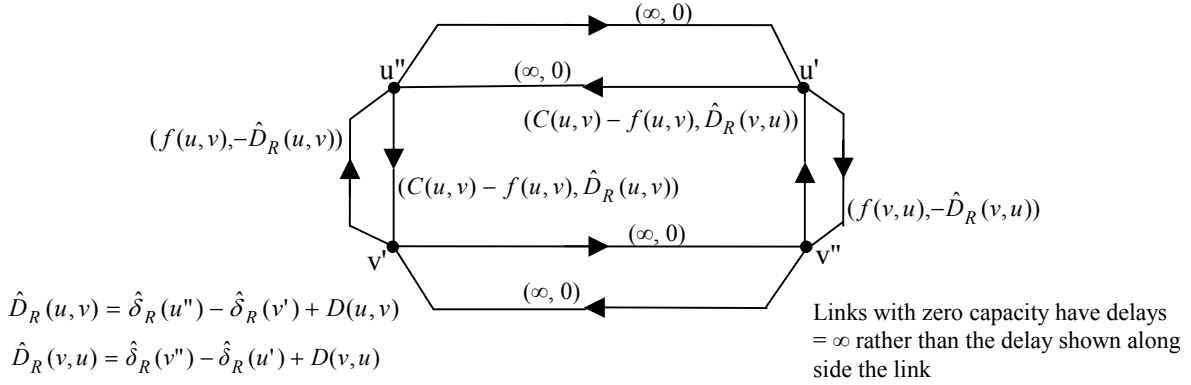 (∞, 0)
u"
(∞, 0)
u'
(f(u,v),-D̂_R(u,v))
(C(u,v) − f(u,v), D̂_R(v,u))
(C(u,v) − f(u,v), D̂_R(u,v))
(f(v,u),-D̂_R(v,u))
(∞, 0)
v'
v"
(∞, 0)
D̂_R(u,v) = δ̂_R(u") − δ̂_R(v') + D(u,v)
D̂_R(v,u) = δ̂_R(v") − δ̂_R(u') + D(v,u)
Links with zero capacity have delays
= ∞ rather than the delay shown along
side the link